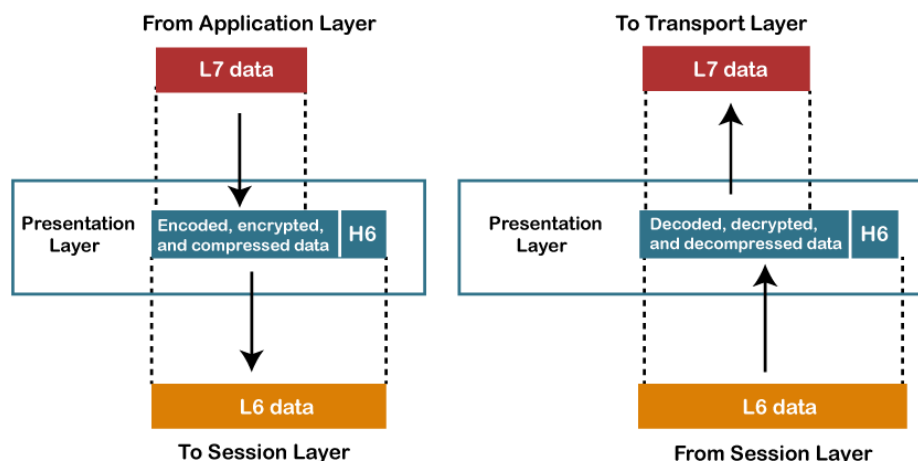 From Application Layer
L7 data
Presentation
Layer
Encoded, encrypted,
and compressed data
H6
L6 data
To Session Layer
To Transport Layer
L7 data
Presentation
Layer
Decoded, decrypted,
and decompressed data
H6
L6 data
From Session Layer